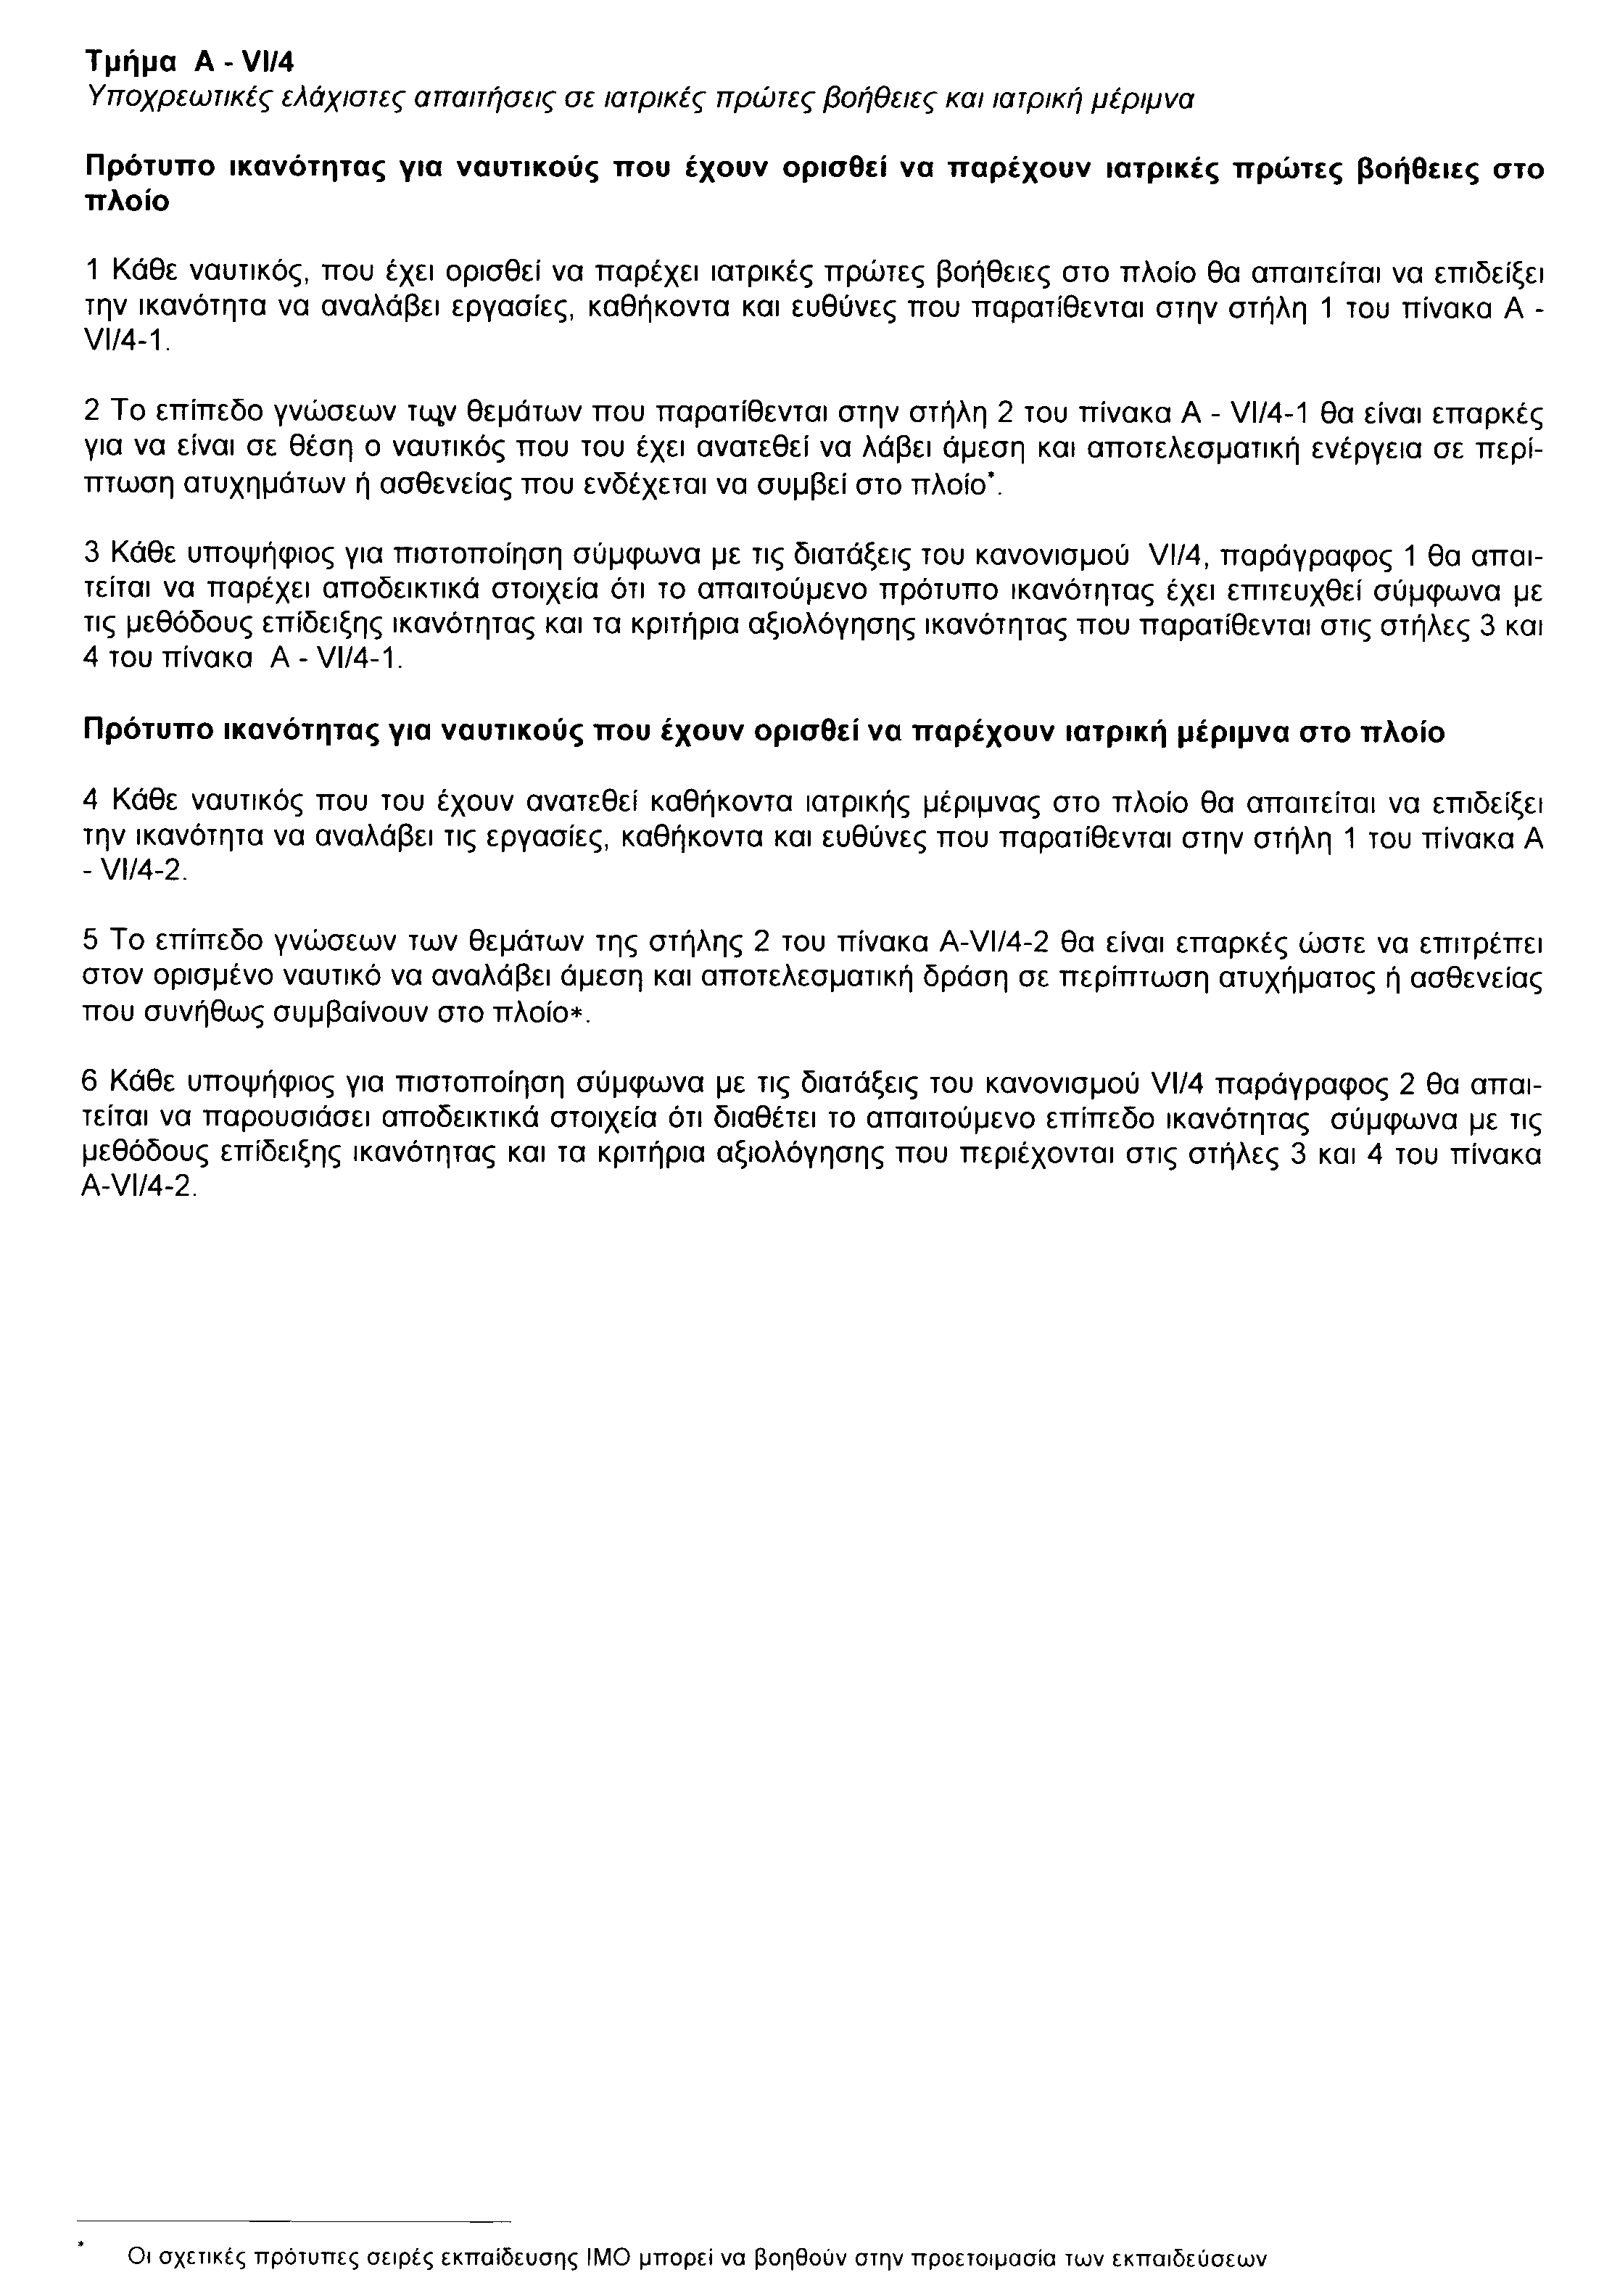 Τμήμα Α - VI/4
Υποχρεωτικές ελάχιστες απαιτήσεις σε ιατρικές πρώτες βοήθειες και ιατρική μέριμνα
Πρότυπο ικανότητας για ναυτικούς που έχουν ορισθεί να παρέχουν ιατρικές πρώτες βοήθειες στο
πλοίο
1 Κάθε ναυτικός, που έχει ορισθεί να παρέχει ιατρικές πρώτες βοήθειες στο πλοίο θα απαιτείται να επιδείξει
την ικανότητα να αναλάβει εργασίες, καθήκοντα και ευθύνες που παρατίθενται στην στήλη 1 του πίνακα Α -
VI/4-1.
2 Το επίπεδο γνώσεων των θεμάτων που παρατίθενται στην στήλη 2 του πίνακα Α - VI/4-1 θα είναι επαρκές
για να είναι σε θέση ο ναυτικός που του έχει ανατεθεί να λάβει άμεση και αποτελεσματική ενέργεια σε περί-
πτωση ατυχημάτων ή ασθενείας που ενδέχεται να συμβεί στο πλοίο*.
3 Κάθε υποψήφιος για πιστοποίηση σύμφωνα με τις διατάξεις του κανονισμού VI/4, παράγραφος 1 θα απαι-
τείται να παρέχει αποδεικτικά στοιχεία ότι το απαιτούμενο πρότυπο ικανότητας έχει επιτευχθεί σύμφωνα με
τις μεθόδους επίδειξης ικανότητας και τα κριτήρια αξιολόγησης ικανότητας που παρατίθενται στις στήλες 3 και
4 του πίνακα Α - VI/4-1.
Πρότυπο ικανότητας για ναυτικούς που έχουν ορισθεί να παρέχουν ιατρική μέριμνα στο πλοίο
4 Κάθε ναυτικός που του έχουν ανατεθεί καθήκοντα ιατρικής μέριμνας στο πλοίο θα απαιτείται να επιδείξει
την ικανότητα να αναλάβει τις εργασίες, καθήκοντα και ευθύνες που παρατίθενται στην στήλη 1 του πίνακα Α
- VI/4-2.
5 Το επίπεδο γνώσεων των θεμάτων της στήλης 2 του πίνακα Α-VI/4-2 θα είναι επαρκές ώστε να επιτρέπει
στον ορισμένο ναυτικό να αναλάβει άμεση και αποτελεσματική δράση σε περίπτωση ατυχήματος ή ασθενείας
που συνήθως συμβαίνουν στο πλοίο*.
6 Κάθε υποψήφιος για πιστοποίηση σύμφωνα με τις διατάξεις του κανονισμού VI/4 παράγραφος 2 θα απαι-
τείται να παρουσιάσει αποδεικτικά στοιχεία ότι διαθέτει το απαιτούμενο επίπεδο ικανότητας σύμφωνα με τις
μεθόδους επίδειξης ικανότητας και τα κριτήρια αξιολόγησης που περιέχονται στις στήλες 3 και 4 του πίνακα
Α-VI/4-2.
* Οι σχετικές πρότυπες σειρές εκπαίδευσης ΙΜΟ μπορεί να βοηθούν στην προετοιμασία των εκπαιδεύσεων